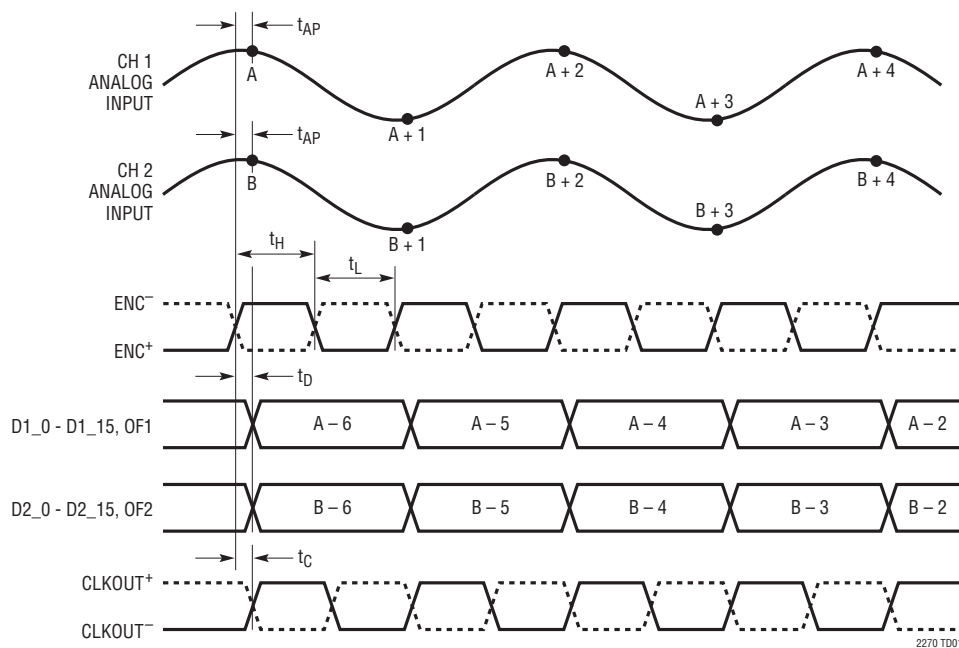 tAP
CH 1
ANALOG
INPUT
A
A + 1
A + 2
A + 3
A + 4
tAP
CH 2
ANALOG
INPUT
B
B + 1
B + 2
B + 3
B + 4
tH
tL
ENC−
ENC+
tD
D1_0 - D1_15, OF1
A – 6
A – 5
A – 4
A – 3
A – 2
D2_0 - D2_15, OF2
B – 6
B – 5
B – 4
B – 3
B – 2
tC
CLKOUT+
CLKOUT−
2270 TD01